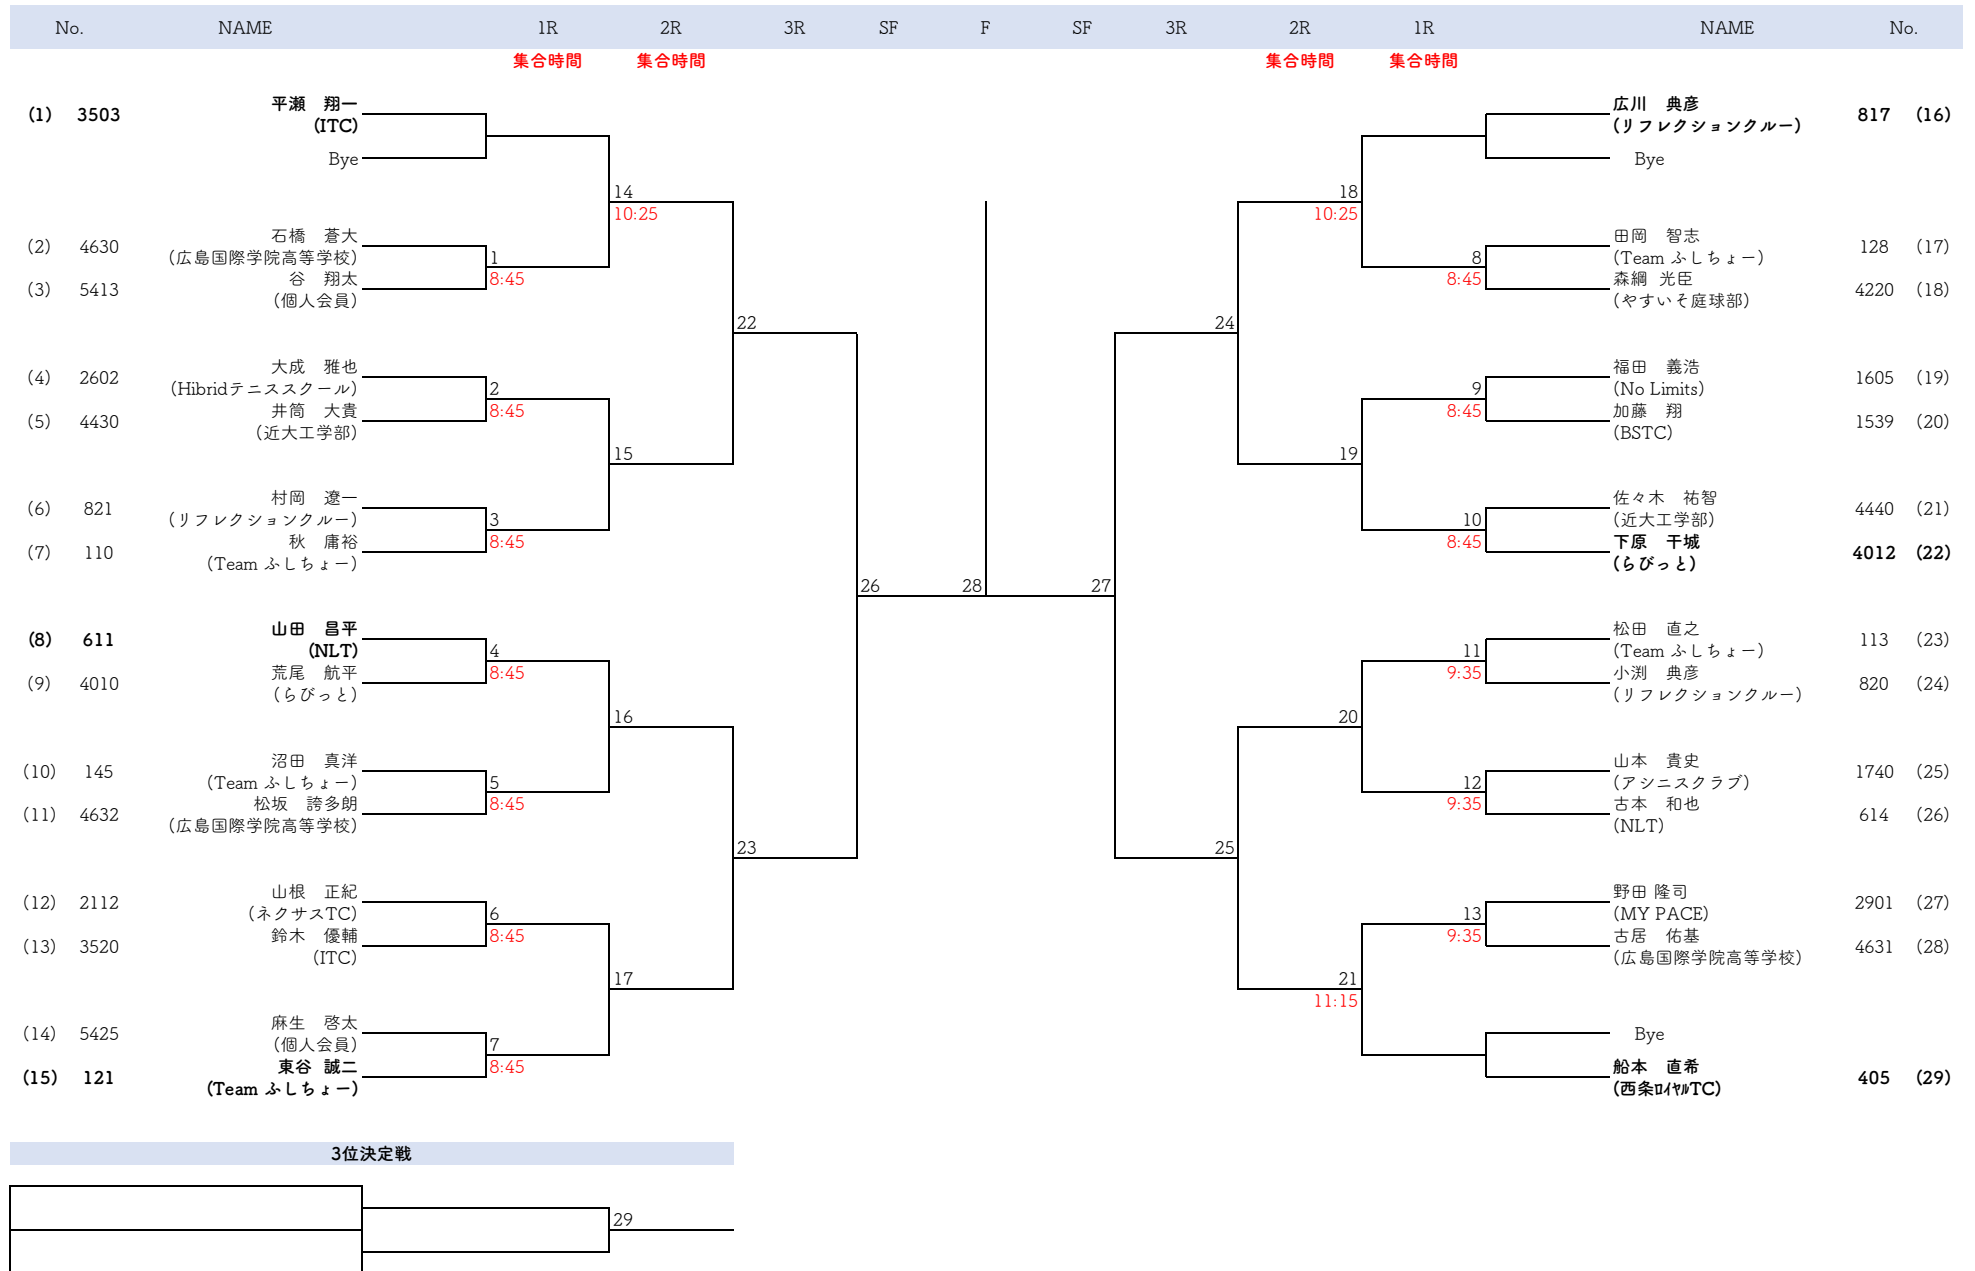 No. NAME 1R 2R 3R SF F SF 3R 2R 1R NAME No.
集合時間 集合時間 集合時間 集合時間
平瀬　翔一 広川　典彦
(1) 3503 817 (16)
(ITC) (リフレクションクルー)
Bye Bye
14 18
10:25 10:25
石橋　蒼大 田岡　智志
(2) 4630 128 (17)
(広島国際学院高等学校) 1 8 (Team ふしちょー)
谷　翔太 8:45 8:45 森綱 光臣
(3) 5413 4220 (18)
(個人会員) (やすいそ庭球部)
22 24
大成　雅也 福田　義浩
(4) 2602 1605 (19)
(Hibridテニススクール) 2 9 (No Limits)
井筒　大貴 8:45 8:45 加藤　翔
(5) 4430 1539 (20)
(近大工学部) (BSTC)
15 19
村岡　遼一 佐々木　祐智
(6) 821 4440 (21)
(リフレクションクルー) 3 10 (近大工学部)
秋　庸裕 8:45 8:45 下原　干城
(7) 110 4012 (22)
(Team ふしちょー) (らびっと)
26 28 27
山田　昌平 松田　直之
(8) 611 113 (23)
(NLT) 4 11 (Team ふしちょー)
荒尾　航平 8:45 9:35 小渕　典彦
(9) 4010 820 (24)
(らびっと) (リフレクションクルー)
16 20
沼田　真洋 山本　貴史
(10) 145 1740 (25)
(Team ふしちょー) 5 12 (アシニスクラブ)
松坂　誇多朗 8:45 9:35 古本　和也
(11) 4632 614 (26)
(広島国際学院高等学校) (NLT)
23 25
山根　正紀 野田 隆司
(12) 2112 2901 (27)
(ネクサスTC) 6 13 (MY PACE)
鈴木　優輔 8:45 9:35 古居　佑基
(13) 3520 4631 (28)
(ITC) (広島国際学院高等学校)
17 21
11:15
麻生　啓太
(14) 5425 Bye
(個人会員) 7
東谷 誠二 8:45 船本　直希
(15) 121 405 (29)
(Team ふしちょー) (西条ﾛｲﾔﾙTC)
3位決定戦
29